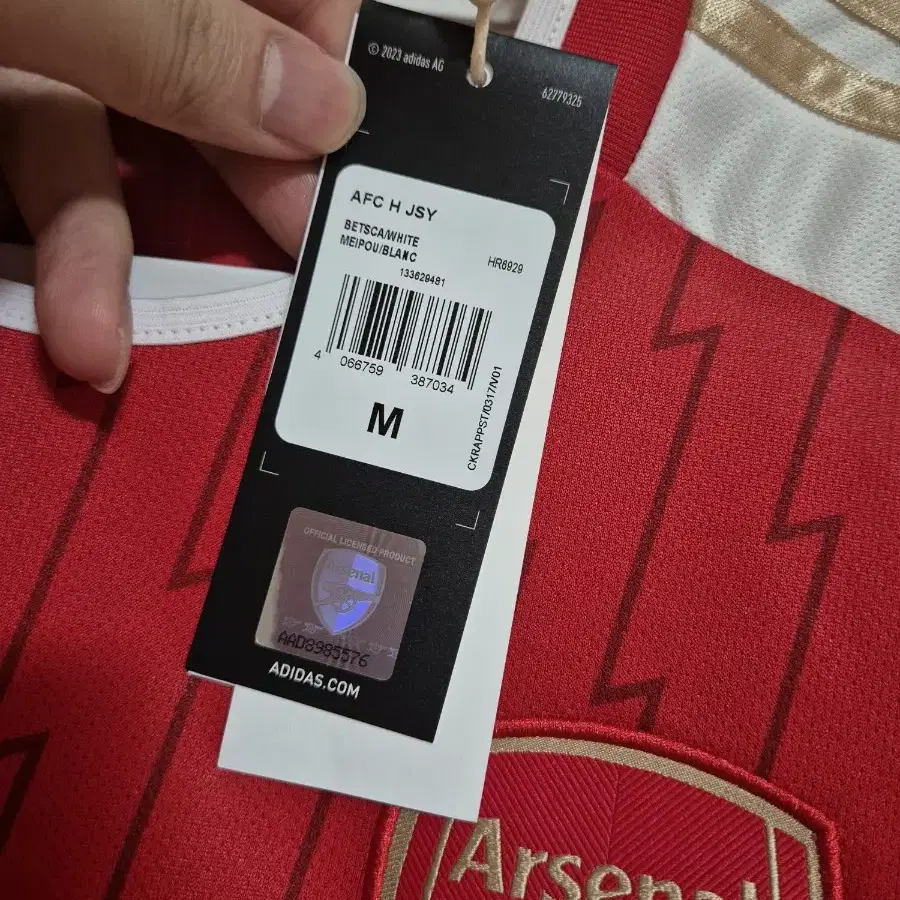 © 2023 adidas AG
62779325
AFC H JSY
BETSCA/WHITE
MEIPOU/BLANC
HR6929
133629481
4 066759 387034
M
CKRAPPST/0317/V01
OFFICIAL LICENSED PRODUCT
Arsenal
AAD8985576
ADIDAS.COM
Arsenal